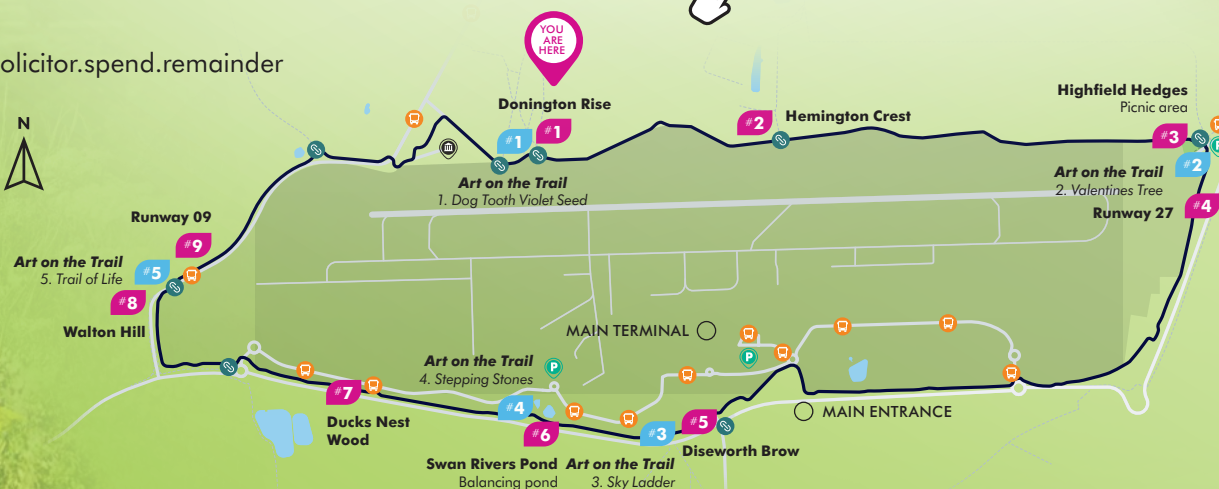 YOU
ARE
HERE
olicitor.spend.remainder
N
Donington Rise
#1
#1
Art on the Trail
1. Dog Tooth Violet Seed
#2
Hemington Crest
Highfield Hedges
Picnic area
#3
#2
Art on the Trail
2. Valentines Tree
Runway 27
#4
Runway 09
#9
Art on the Trail
5. Trail of Life
#5
#8
Walton Hill
MAIN TERMINAL
P
P
P
Art on the Trail
4. Stepping Stones
#7
Ducks Nest
Wood
#4
#6
Swan Rivers Pond
Balancing pond
#3
Art on the Trail
3. Sky Ladder
#5
Diseworth Brow
MAIN ENTRANCE